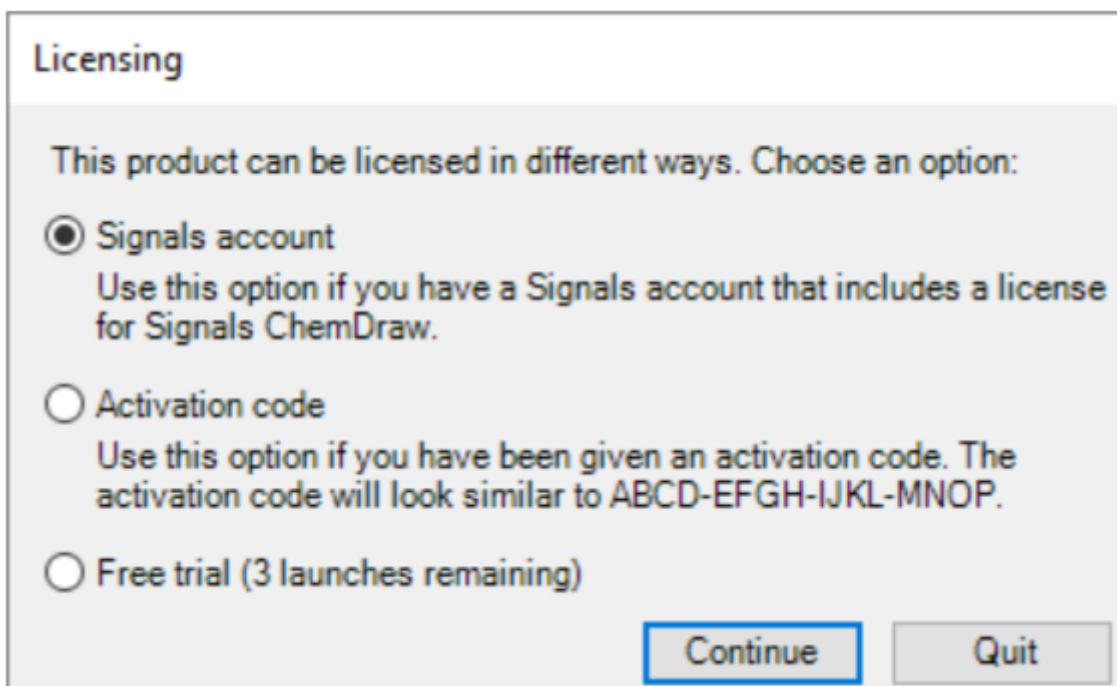 Licensing
This product can be licensed in different ways. Choose an option:
Signals account
Use this option if you have a Signals account that includes a license
for Signals ChemDraw.
Activation code
Use this option if you have been given an activation code. The
activation code will look similar to ABCD-EFGH-IJKL-MNOP.
Free trial (3 launches remaining)
Continue Quit